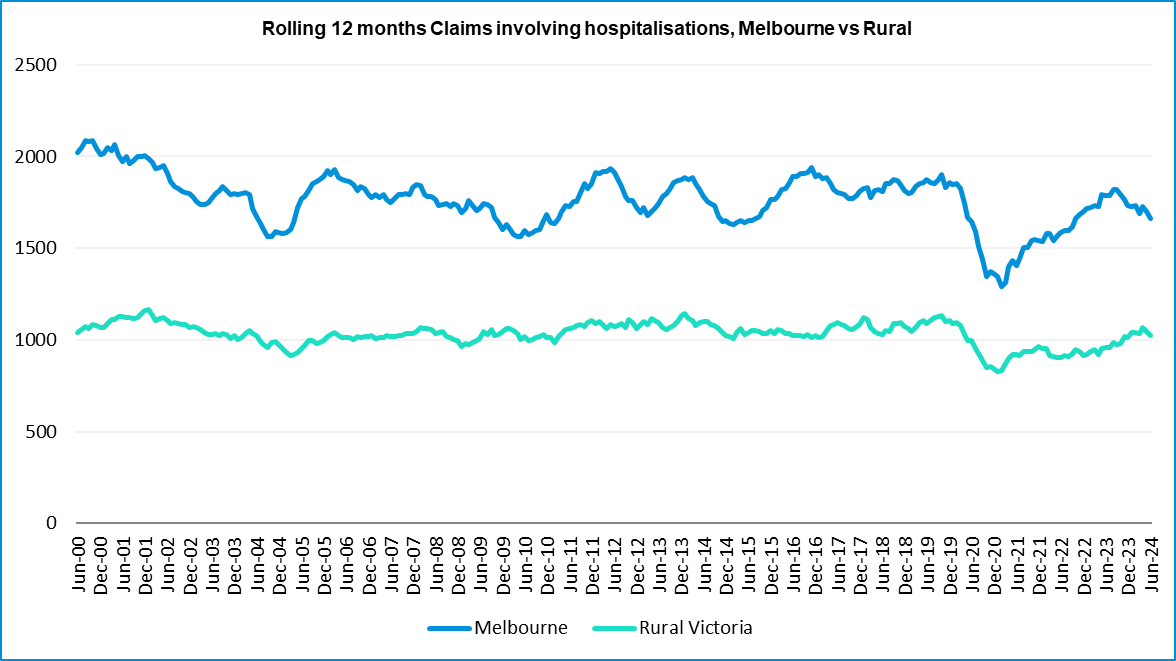 Rolling 12 months Claims involving hospitalisations, Melbourne vs Rural
2500
2000
1500
1000
500
0
Jun-00
Dec-00
Jun-01
Dec-01
Jun-02
Dec-02
Jun-03
Dec-03
Jun-04
Dec-04
Jun-05
Dec-05
Jun-06
Dec-06
Jun-07
Dec-07
Jun-08
Dec-08
Jun-09
Dec-09
Jun-10
Dec-10
Jun-11
Dec-11
Jun-12
Dec-12
Jun-13
Dec-13
Jun-14
Dec-14
Jun-15
Dec-15
Jun-16
Dec-16
Jun-17
Dec-17
Jun-18
Dec-18
Jun-19
Dec-19
Jun-20
Dec-20
Jun-21
Dec-21
Jun-22
Dec-22
Jun-23
Dec-23
Jun-24
Melbourne
Rural Victoria